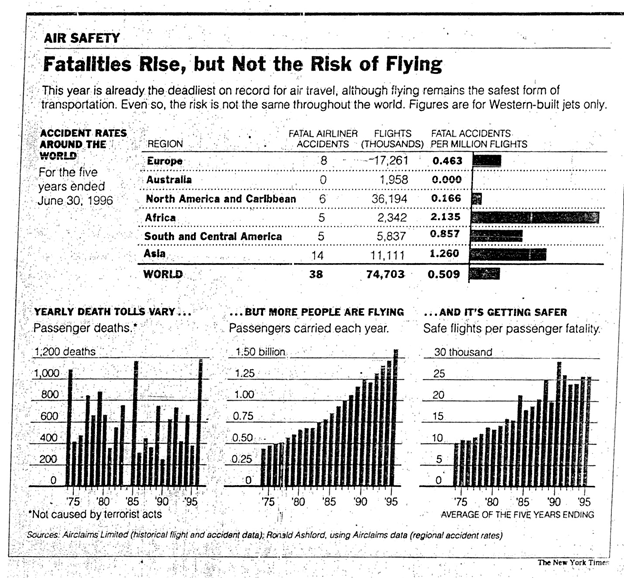 AIR SAFETY
Fatalities Rise, but Not the Risk of Flying
This year is already the deadliest on record for air travel, although flying remains the safest form of
transportation. Even so, the risk is not the same throughout the world. Figures are for Western-built jets only.
ACCIDENT RATES
AROUND THE
WORLD
For the five
years ended
June 30, 1996
REGION FATAL AIRLINER ACCIDENTS FLIGHTS (THOUSANDS) FATAL ACCIDENTS PER MILLION FLIGHTS
Europe 8 17,261 0.463
Australia 0 1,958 0.000
North America and Caribbean 6 36,194 0.166
Africa 5 2,342 2.135
South and Central America 5 5,837 0.857
Asia 14 11,111 1.260
WORLD 38 74,703 0.509
YEARLY DEATH TOLLS VARY...
Passenger deaths.*
1,200 deaths
1,000
800
600
400
200
0
'75 '80 '85 '90 '95
*Not caused by terrorist acts
...BUT MORE PEOPLE ARE FLYING
Passengers carried each year.
1.50 billion
1.25
1.00
0.75
0.50
0.25
0
'75 '80 '85 '90 '95
...AND IT'S GETTING SAFER
Safe flights per passenger fatality.
30 thousand
25
20
15
10
5
0
'75 '80 '85 '90 '95
AVERAGE OF THE FIVE YEARS ENDING
Sources: Airclaims Limited (historical flight and accident data); Ronald Ashford, using Airclaims data (regional accident rates)
The New York Times